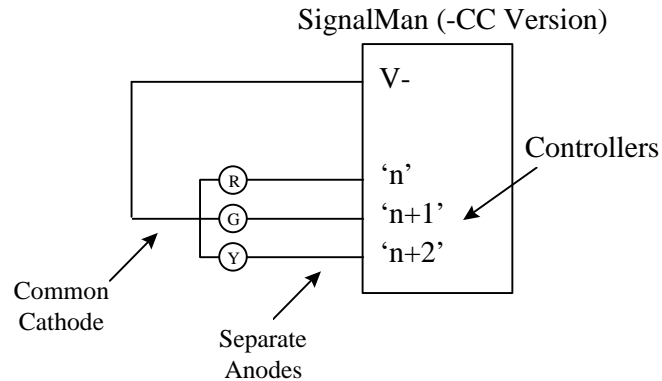 SignalMan (-CC Version)
V-
Controllers
R
‘n’
G
‘n+1’
Y
‘n+2’
Common
Cathode
Separate
Anodes